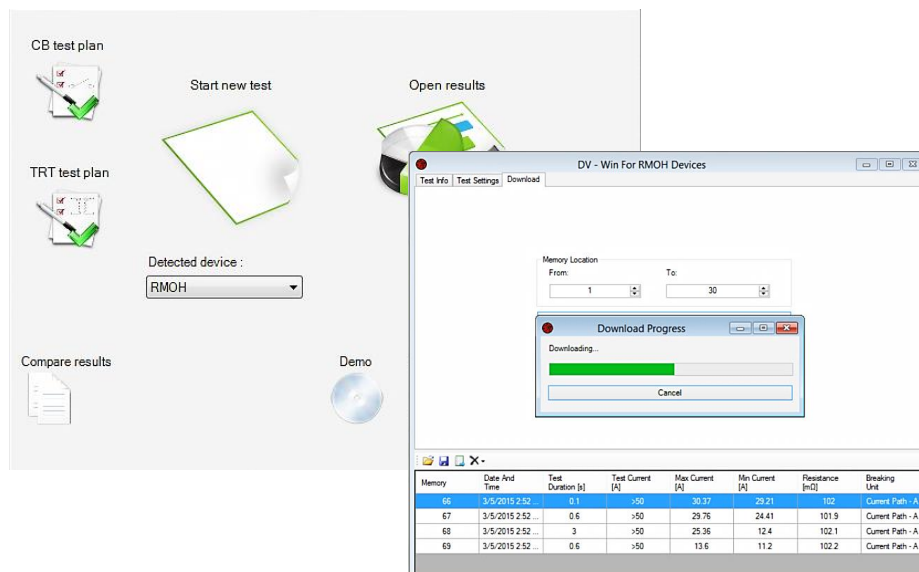 CB test plan
Start new test
Open results
TRT test plan
Detected device :
RMOH
Compare results
Demo
DV - Win For RMOH Devices
Test Info Test Settings Download
Memory Location
From: To:
1 30
Download Progress
Downloading...
Cancel
Memory Date And Time Test Duration [s] Test Current [A] Max Current [A] Min Current [A] Resistance [mΩ] Breaking Unit
66 3/5/2015 2:52 ... 0.1 >50 30.37 29.21 102 Current Path - A
67 3/5/2015 2:52 ... 0.6 >50 29.76 24.41 101.9 Current Path - A
68 3/5/2015 2:52 ... 3 >50 25.36 12.4 102.1 Current Path - A
69 3/5/2015 2:52 ... 0.6 >50 13.6 11.2 102.2 Current Path - A